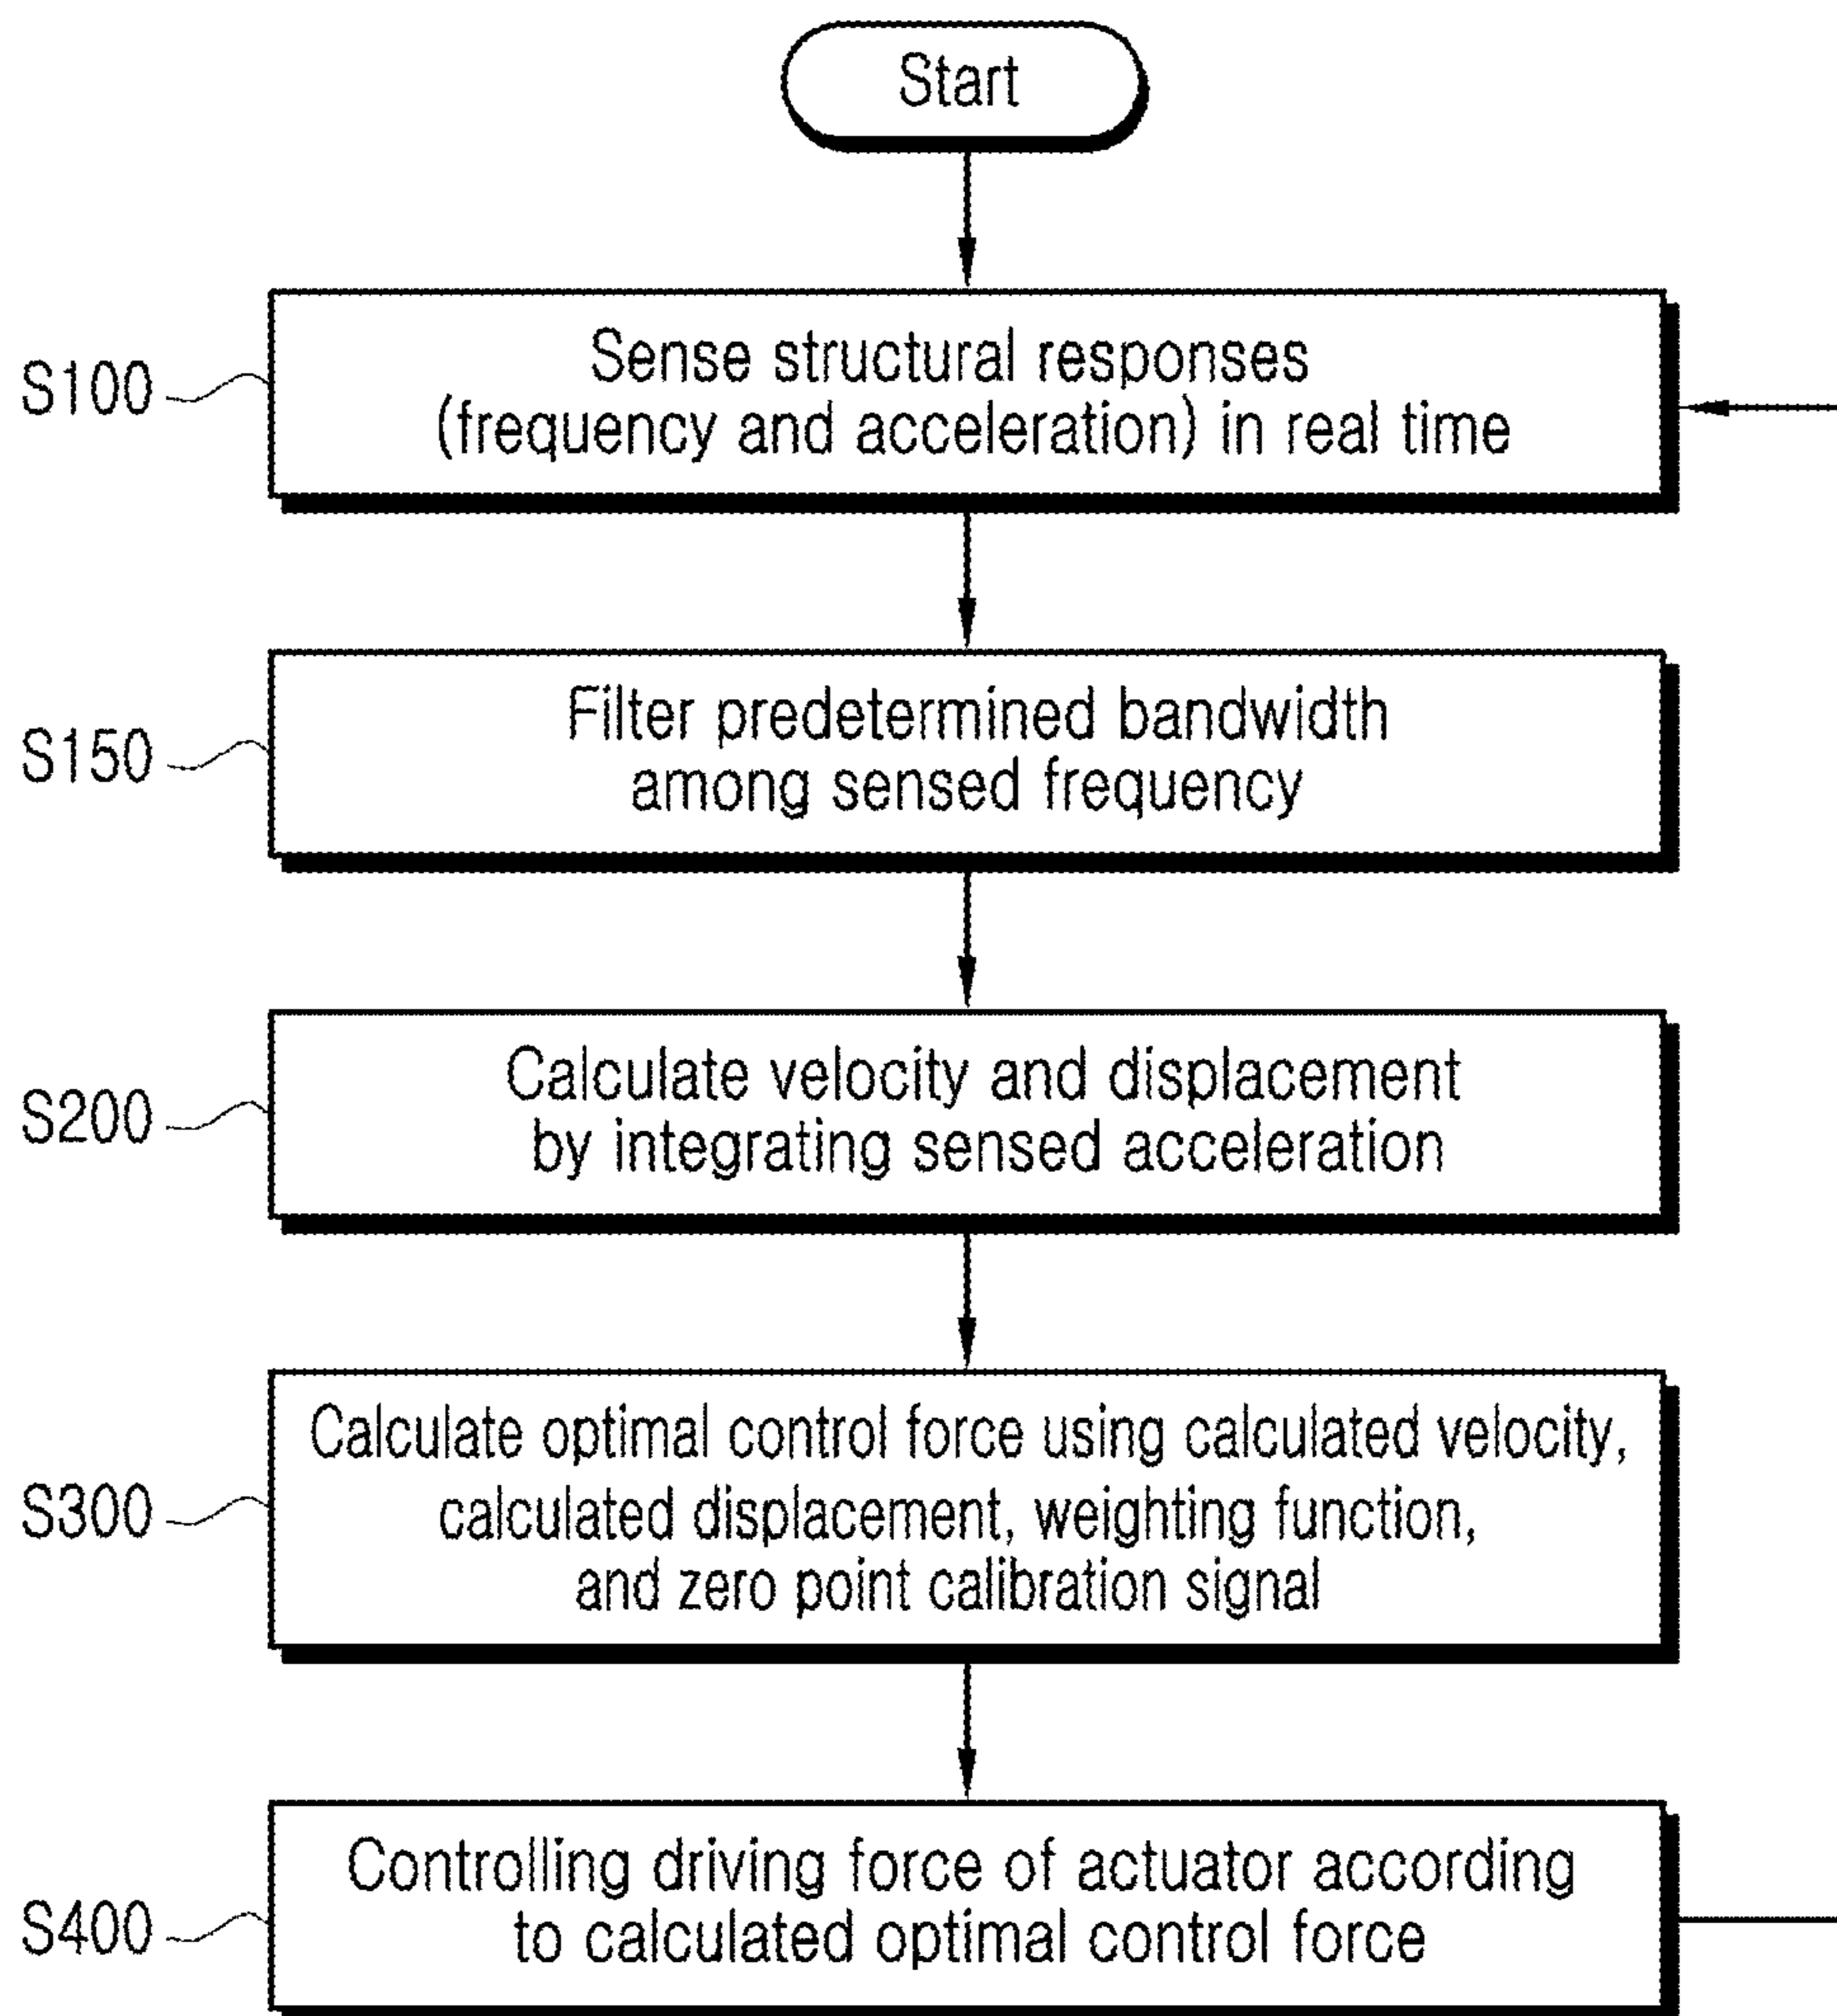 Start
S100
Sense structural responses
(frequency and acceleration) in real time
S150
Filter predetermined bandwidth
among sensed frequency
S200
Calculate velocity and displacement
by integrating sensed acceleration
S300
Calculate optimal control force using calculated velocity,
calculated displacement, weighting function,
and zero point calibration signal
S400
Controlling driving force of actuator according
to calculated optimal control force